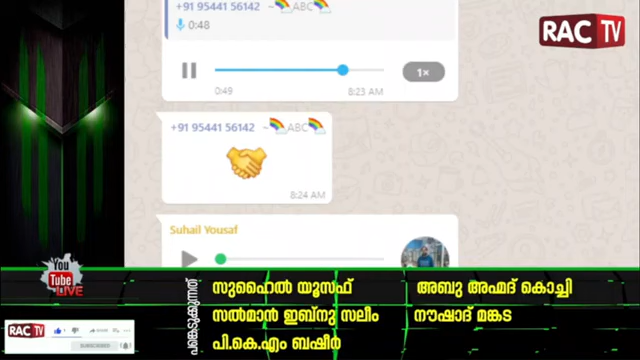 +91 95441 56142 ~🌈ABC🌈
0:48
RAC TV
1×
0:49 8:23 AM
+91 95441 56142 ~🌈ABC🌈
8:24 AM
Suhail Yousaf
You
Tube
LIVE
പങ്കെടുക്കുന്നത്
സുഹൈൽ യൂസഫ് അബു അഹ്മദ് കൊച്ചി
സൽമാൻ ഇബ്നു സലീം നൗഷാദ് മങ്കട
പി.കെ.എം ബഷീർ
RAC TV